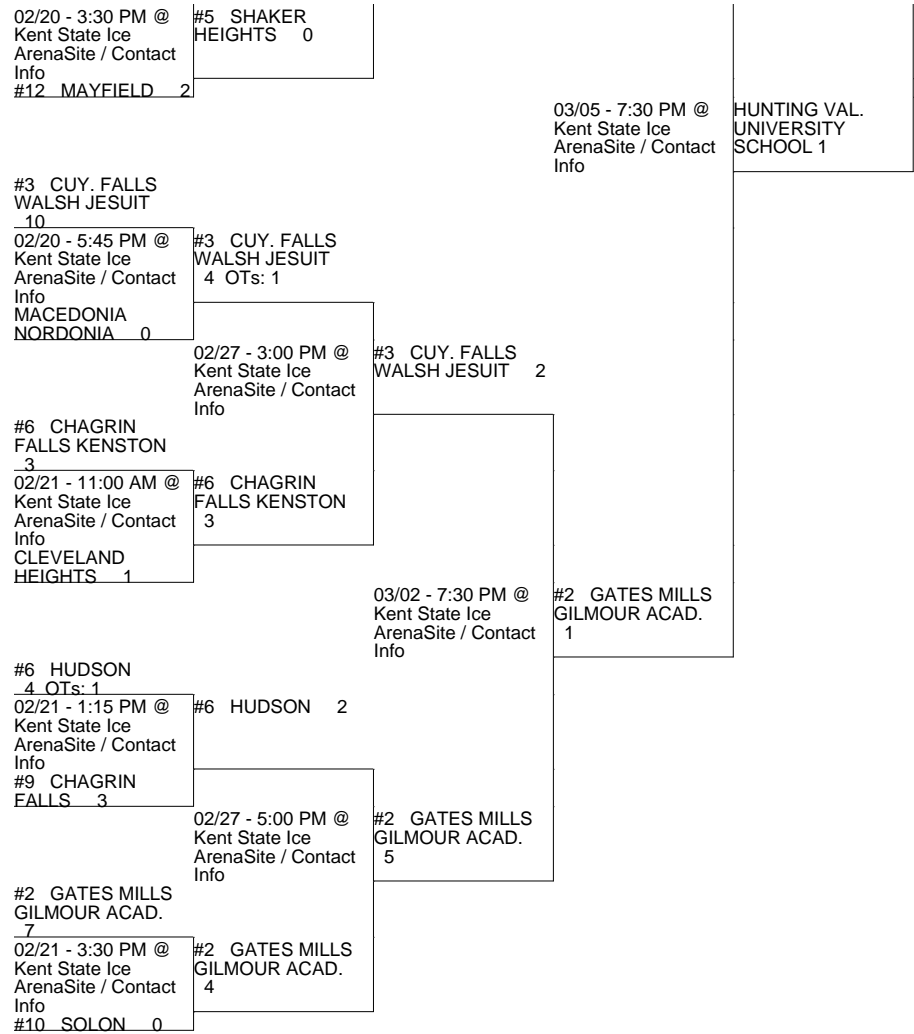 02/20 - 3:30 PM @
Kent State Ice
ArenaSite / Contact
Info
#12 MAYFIELD 2
#5 SHAKER
HEIGHTS 0
03/05 - 7:30 PM @
Kent State Ice
ArenaSite / Contact
Info
HUNTING VAL.
UNIVERSITY
SCHOOL 1
#3 CUY. FALLS
WALSH JESUIT
10
02/20 - 5:45 PM @
Kent State Ice
ArenaSite / Contact
Info
MACEDONIA
NORDONIA 0
#3 CUY. FALLS
WALSH JESUIT
4 OTs: 1
02/27 - 3:00 PM @
Kent State Ice
ArenaSite / Contact
Info
#3 CUY. FALLS
WALSH JESUIT 2
#6 CHAGRIN
FALLS KENSTON
3
02/21 - 11:00 AM @
Kent State Ice
ArenaSite / Contact
Info
CLEVELAND
HEIGHTS 1
#6 CHAGRIN
FALLS KENSTON
3
03/02 - 7:30 PM @
Kent State Ice
ArenaSite / Contact
Info
#2 GATES MILLS
GILMOUR ACAD.
1
#6 HUDSON
4 OTs: 1
02/21 - 1:15 PM @
Kent State Ice
ArenaSite / Contact
Info
#9 CHAGRIN
FALLS 3
#6 HUDSON 2
02/27 - 5:00 PM @
Kent State Ice
ArenaSite / Contact
Info
#2 GATES MILLS
GILMOUR ACAD.
5
#2 GATES MILLS
GILMOUR ACAD.
7
02/21 - 3:30 PM @
Kent State Ice
ArenaSite / Contact
Info
#10 SOLON 0
#2 GATES MILLS
GILMOUR ACAD.
4